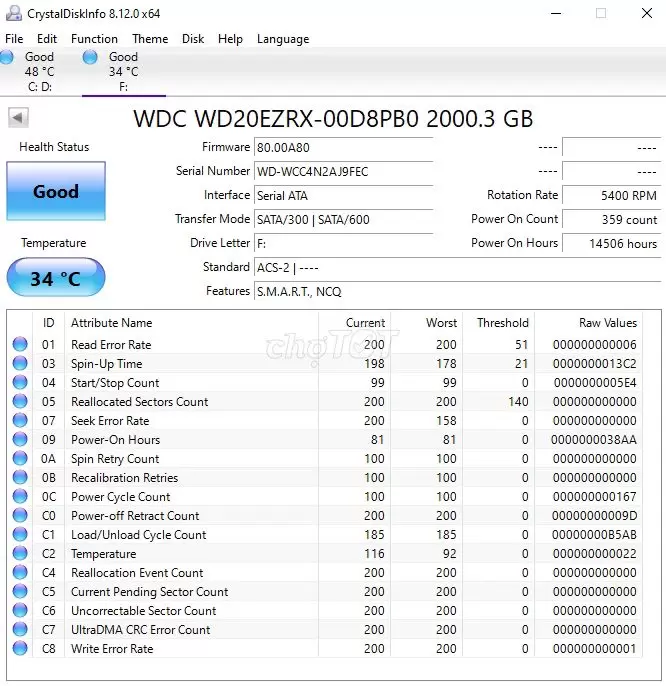 CrystalDiskInfo 8.12.0 x64
File Edit Function Theme Disk Help Language
Good Good
48 °C 34 °C
C: D: F:
WDC WD20EZRX-00D8PB0 2000.3 GB
Health Status
Good
Temperature
34 °C
Firmware 80.00A80 ---- ----
Serial Number WD-WCC4N2AJ9FEC ---- ----
Interface Serial ATA Rotation Rate 5400 RPM
Transfer Mode SATA/300 | SATA/600 Power On Count 359 count
Drive Letter F: Power On Hours 14506 hours
Standard ACS-2 | ----
Features S.M.A.R.T., NCQ
ID Attribute Name Current Worst Threshold Raw Values
01 Read Error Rate 200 200 51 000000000006
03 Spin-Up Time 198 178 21 0000000013C2
04 Start/Stop Count 99 99 0 0000000005E4
05 Reallocated Sectors Count 200 200 140 000000000000
07 Seek Error Rate 200 158 0 000000000000
09 Power-On Hours 81 81 0 0000000038AA
0A Spin Retry Count 100 100 0 000000000000
0B Recalibration Retries 100 100 0 000000000000
0C Power Cycle Count 100 100 0 000000000167
C0 Power-off Retract Count 200 200 0 00000000009D
C1 Load/Unload Cycle Count 185 185 0 00000000B5AB
C2 Temperature 116 92 0 000000000022
C4 Reallocation Event Count 200 200 0 000000000000
C5 Current Pending Sector Count 200 200 0 000000000000
C6 Uncorrectable Sector Count 200 200 0 000000000000
C7 UltraDMA CRC Error Count 200 200 0 000000000000
C8 Write Error Rate 200 200 0 000000000001
chợTỐT